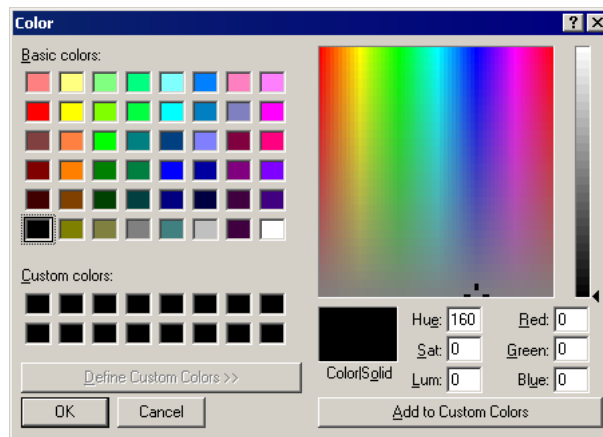 Color
? ×
Basic colors:
Custom colors:
Define Custom Colors >>
OK Cancel
Color|Solid
Hue: 160 Red: 0
Sat: 0 Green: 0
Lum: 0 Blue: 0
Add to Custom Colors